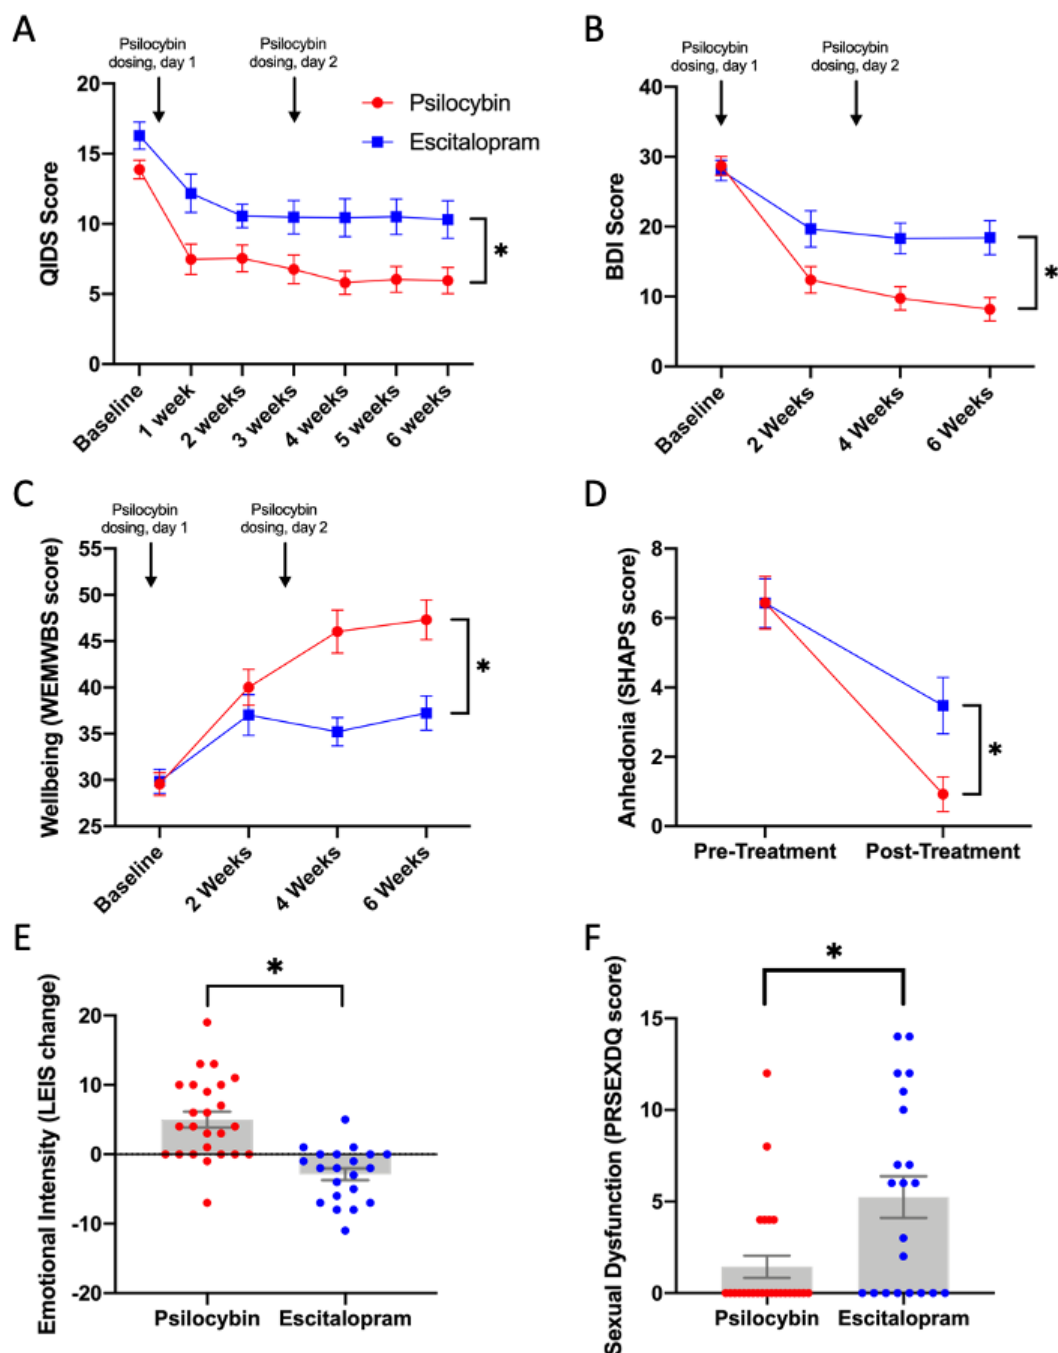 A
Psilocybin
dosing, day 1
Psilocybin
dosing, day 2
20
15
10
5
0
QIDS Score
Psilocybin
Escitalopram
*
Baseline
1 week
2 weeks
3 weeks
4 weeks
5 weeks
6 weeks
B
Psilocybin
dosing, day 1
Psilocybin
dosing, day 2
40
30
20
10
0
BDI Score
*
Baseline
2 Weeks
4 Weeks
6 Weeks
C
Psilocybin
dosing, day 1
Psilocybin
dosing, day 2
55
50
45
40
35
30
25
Wellbeing (WEMWBS score)
*
Baseline
2 Weeks
4 Weeks
6 Weeks
D
8
6
4
2
0
Anhedonia (SHAPS score)
*
Pre-Treatment
Post-Treatment
E
*
20
10
0
-10
-20
Emotional Intensity (LEIS change)
Psilocybin
Escitalopram
F
*
15
10
5
0
Sexual Dysfunction (PRSEXDQ score)
Psilocybin
Escitalopram